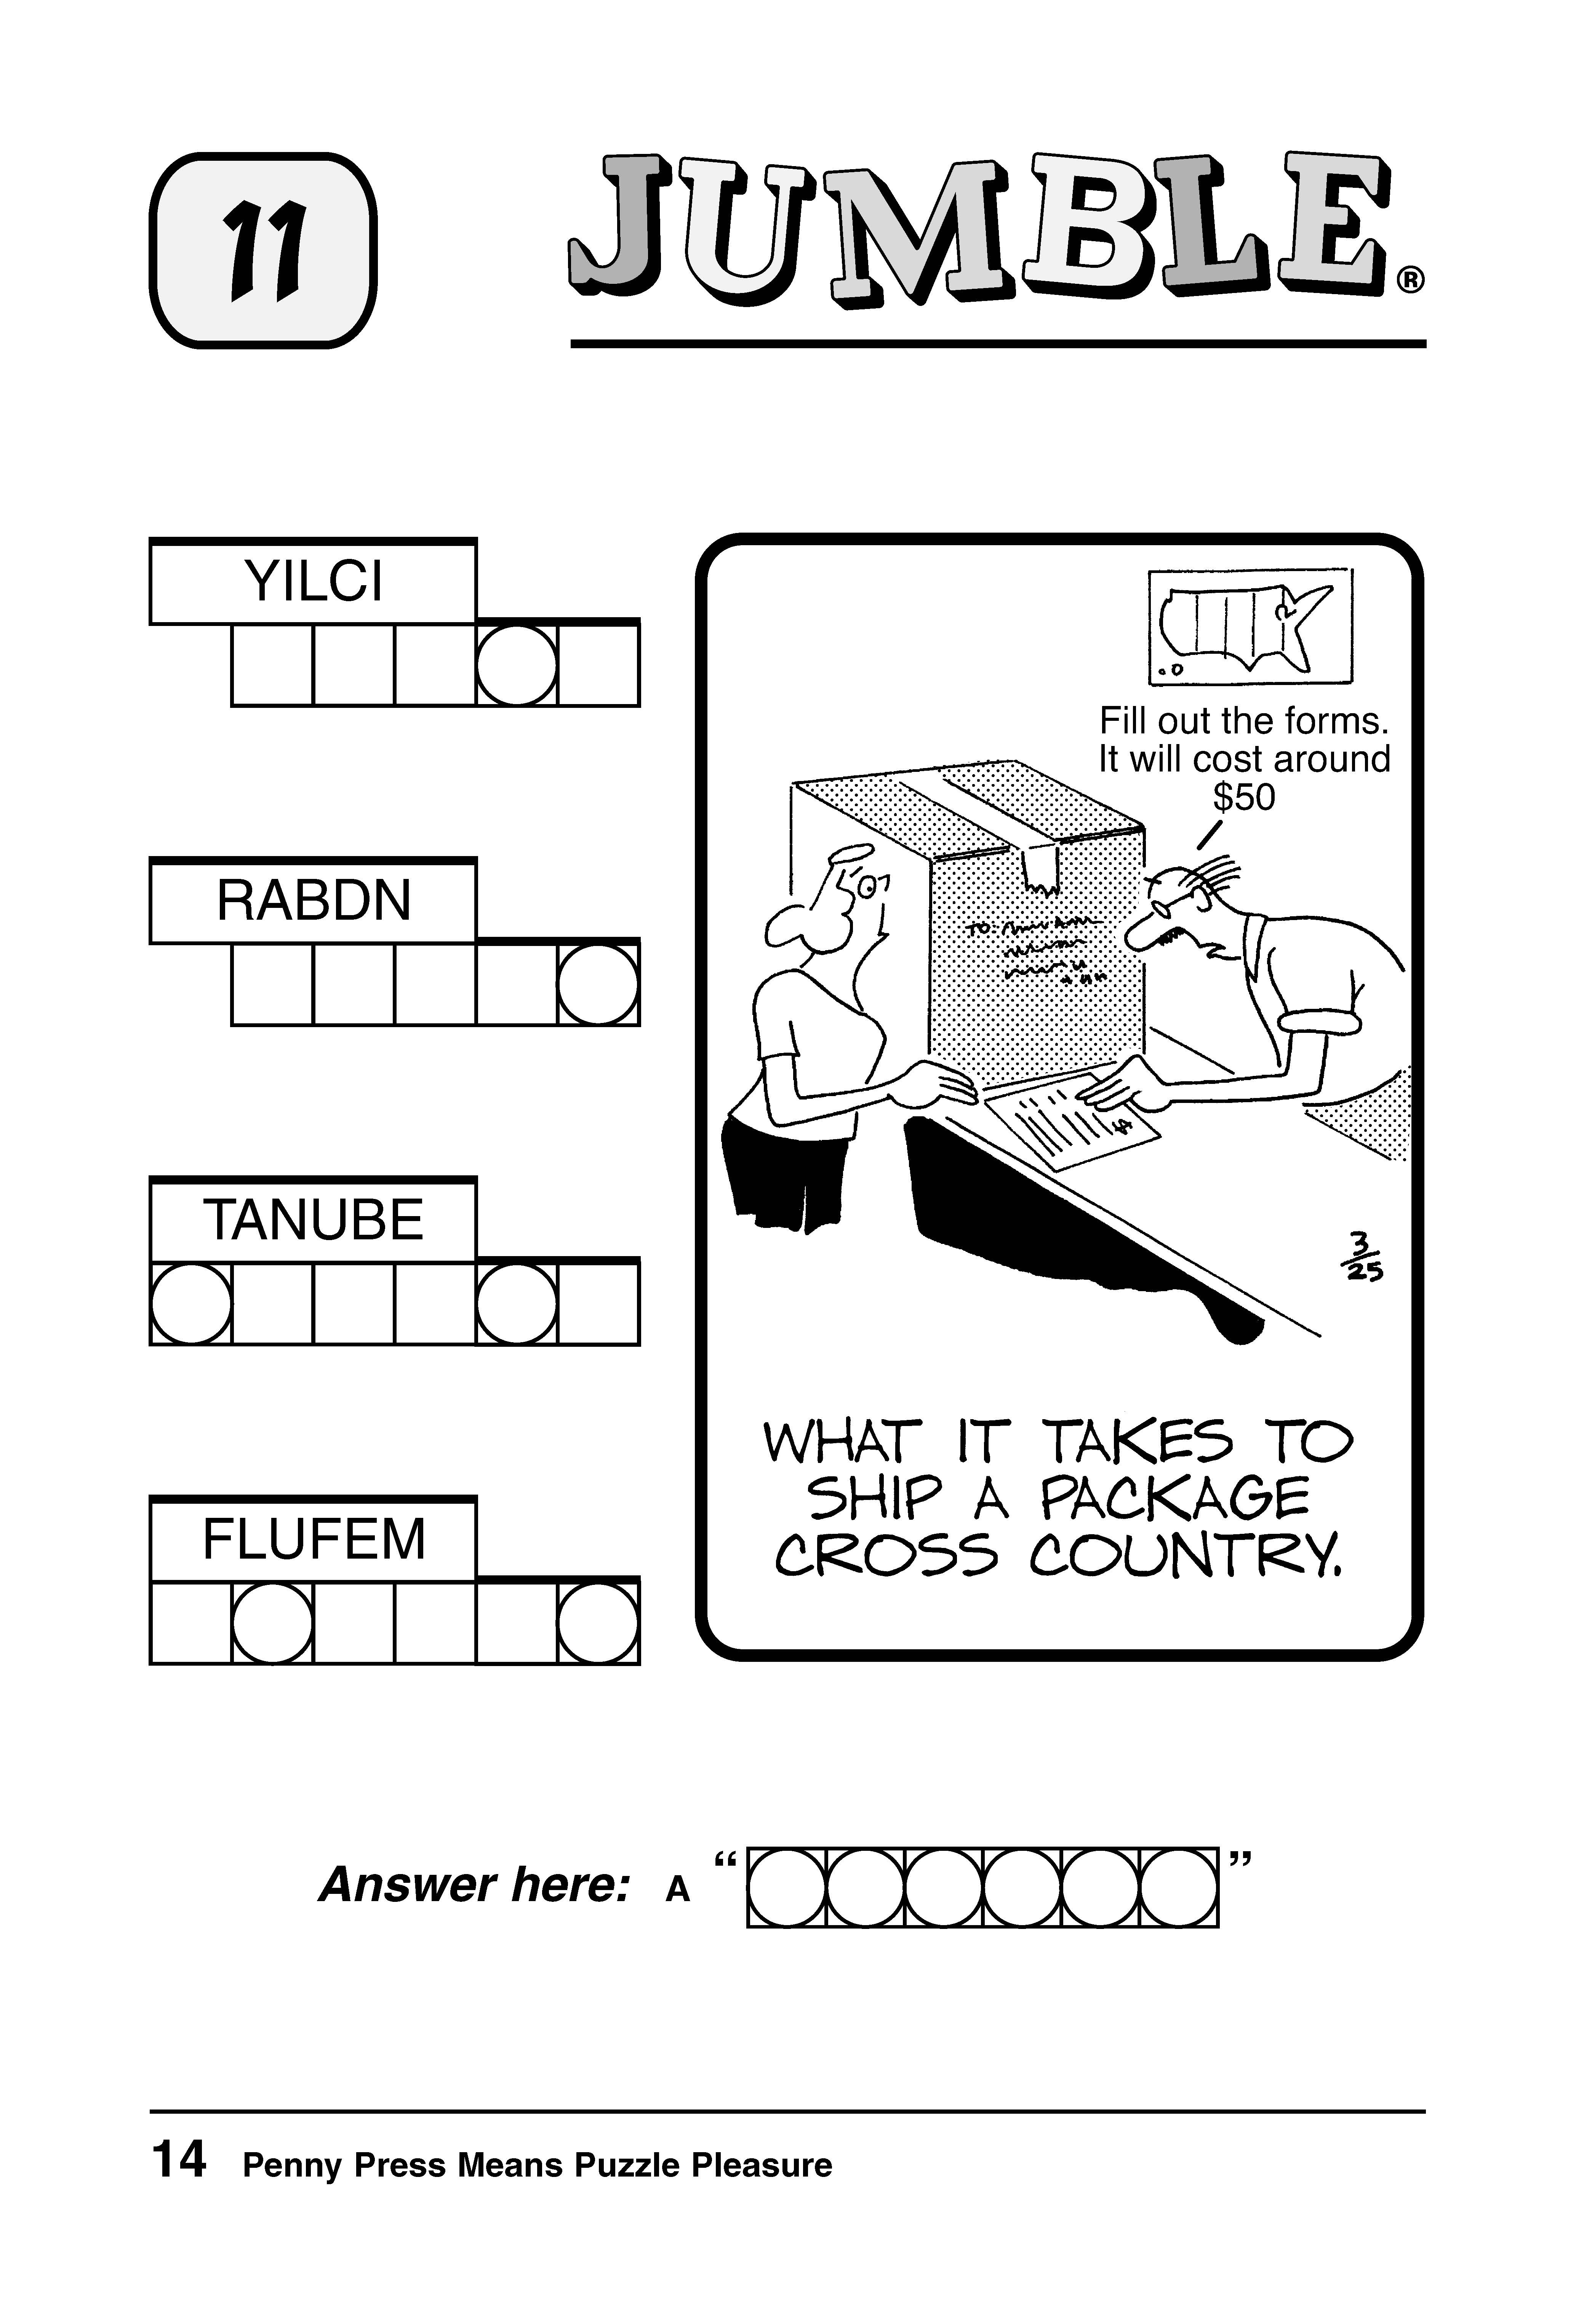 11
JUMBLE®
YILCI
RABDN
TANUBE
FLUFEM
Fill out the forms.
It will cost around
$50
TO
3/25
WHAT IT TAKES TO
SHIP A PACKAGE
CROSS COUNTRY.
Answer here: A “ ”
14 Penny Press Means Puzzle Pleasure